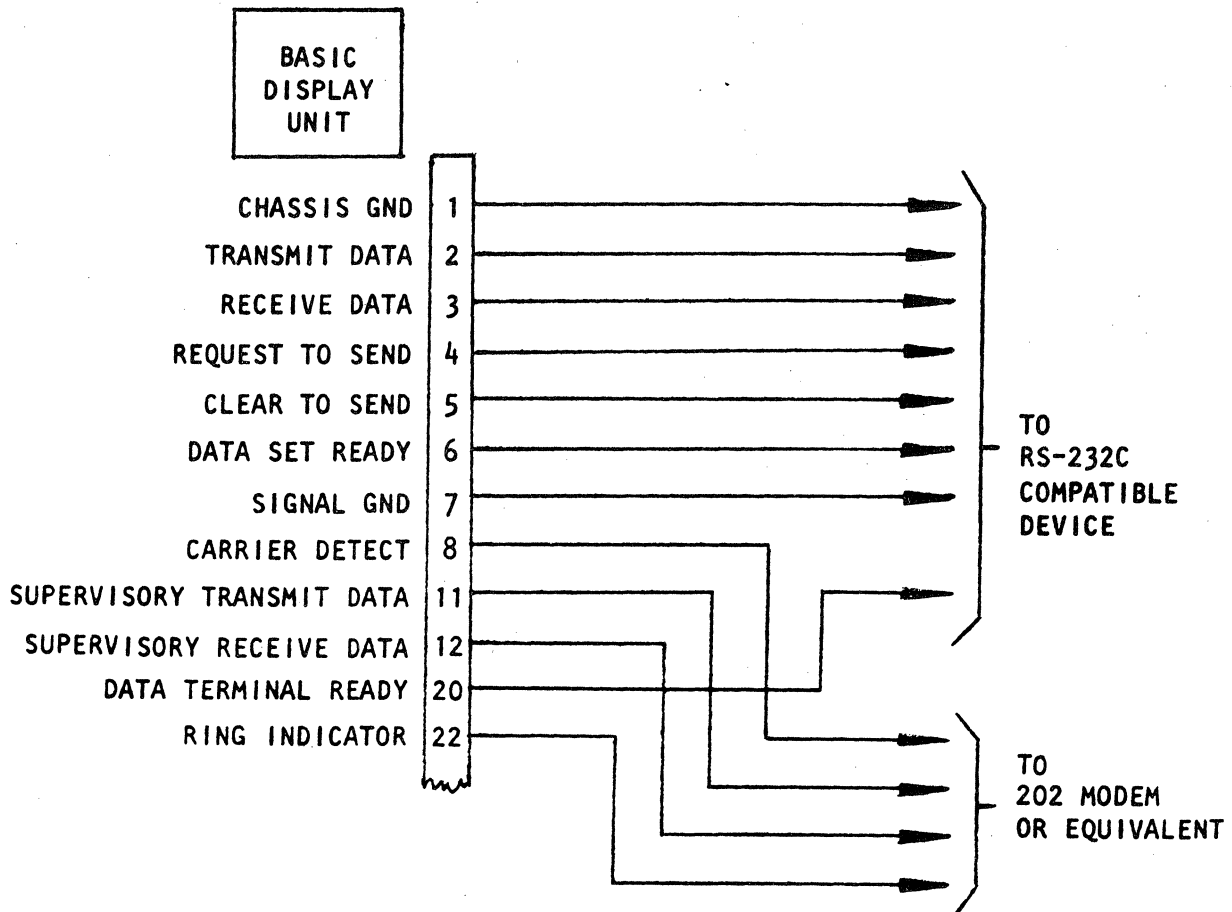 BASIC
DISPLAY
UNIT
CHASSIS GND 1
TRANSMIT DATA 2
RECEIVE DATA 3
REQUEST TO SEND 4
CLEAR TO SEND 5
DATA SET READY 6
SIGNAL GND 7
CARRIER DETECT 8
SUPERVISORY TRANSMIT DATA 11
SUPERVISORY RECEIVE DATA 12
DATA TERMINAL READY 20
RING INDICATOR 22
TO
RS-232C
COMPATIBLE
DEVICE
TO
202 MODEM
OR EQUIVALENT